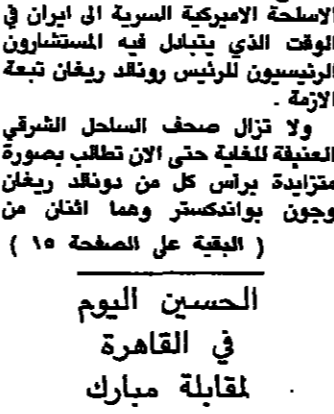 الاسلحة الاميركية السرية الى ايران في
الوقت الذي يتبادل فيه المستشارون
الرئيسيون للرئيس رونالد ريغان تبعة
الازمة .
ولا تزال صحف الساحل الشرقي
العنيفة للغاية حتى الان تطالب بصورة
متزايدة براس كل من دونالد ريغان
وجون بواندكستر وهما اثنان من
( البقية على الصفحة ١٥ )
الحسين اليوم
في القاهرة
لمقابلة مبارك